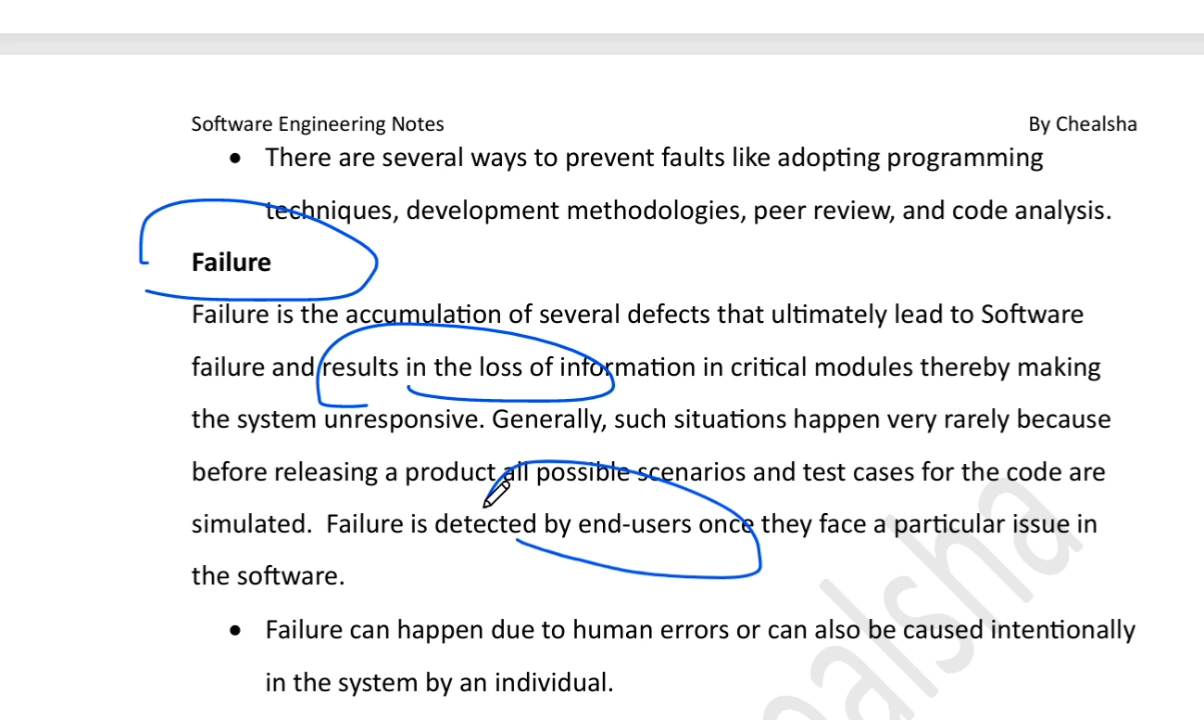 Software Engineering Notes By Chealsha
• There are several ways to prevent faults like adopting programming
techniques, development methodologies, peer review, and code analysis.
Failure
Failure is the accumulation of several defects that ultimately lead to Software
failure and results in the loss of information in critical modules thereby making
the system unresponsive. Generally, such situations happen very rarely because
before releasing a product all possible scenarios and test cases for the code are
simulated.  Failure is detected by end-users once they face a particular issue in
the software.
• Failure can happen due to human errors or can also be caused intentionally
in the system by an individual.
alsha